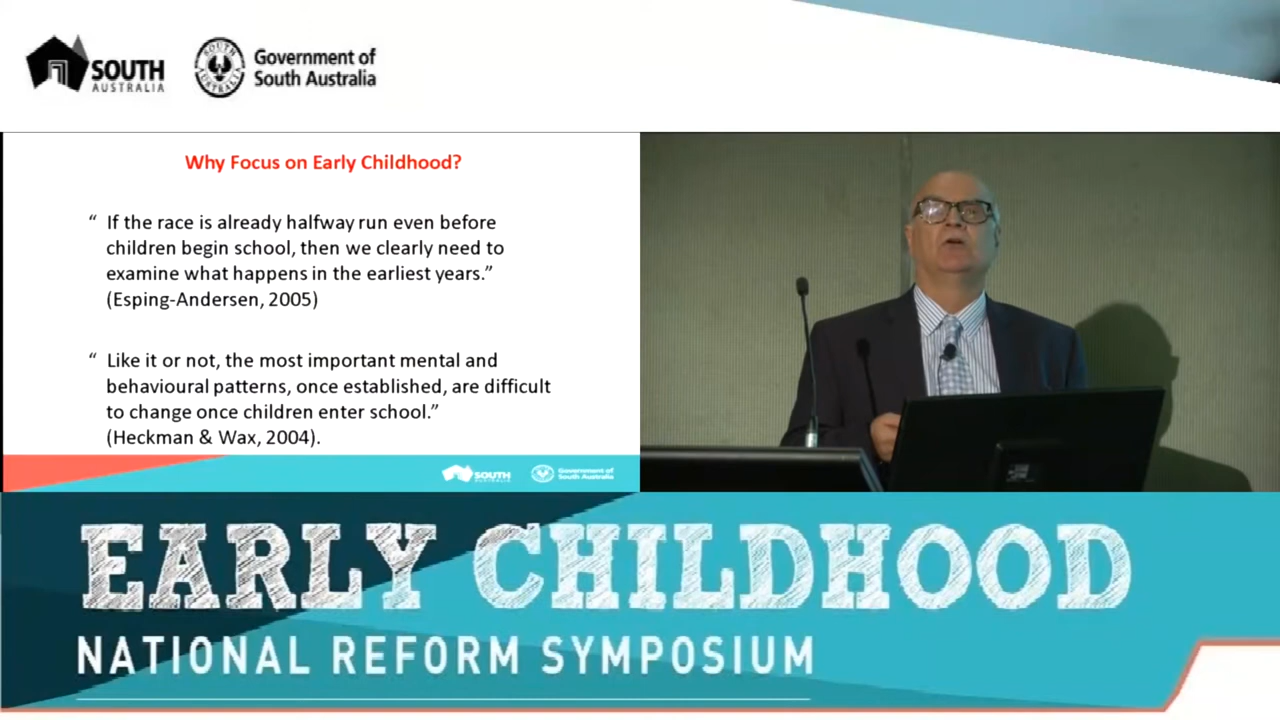 SOUTH
AUSTRALIA
SOUTH
Government of
South Australia
Why Focus on Early Childhood?
“ If the race is already halfway run even before
children begin school, then we clearly need to
examine what happens in the earliest years.”
(Esping-Andersen, 2005)
“ Like it or not, the most important mental and
behavioural patterns, once established, are difficult
to change once children enter school.”
(Heckman & Wax, 2004).
SOUTH
Government of
South Australia
EARLY CHILDHOOD
NATIONAL REFORM SYMPOSIUM